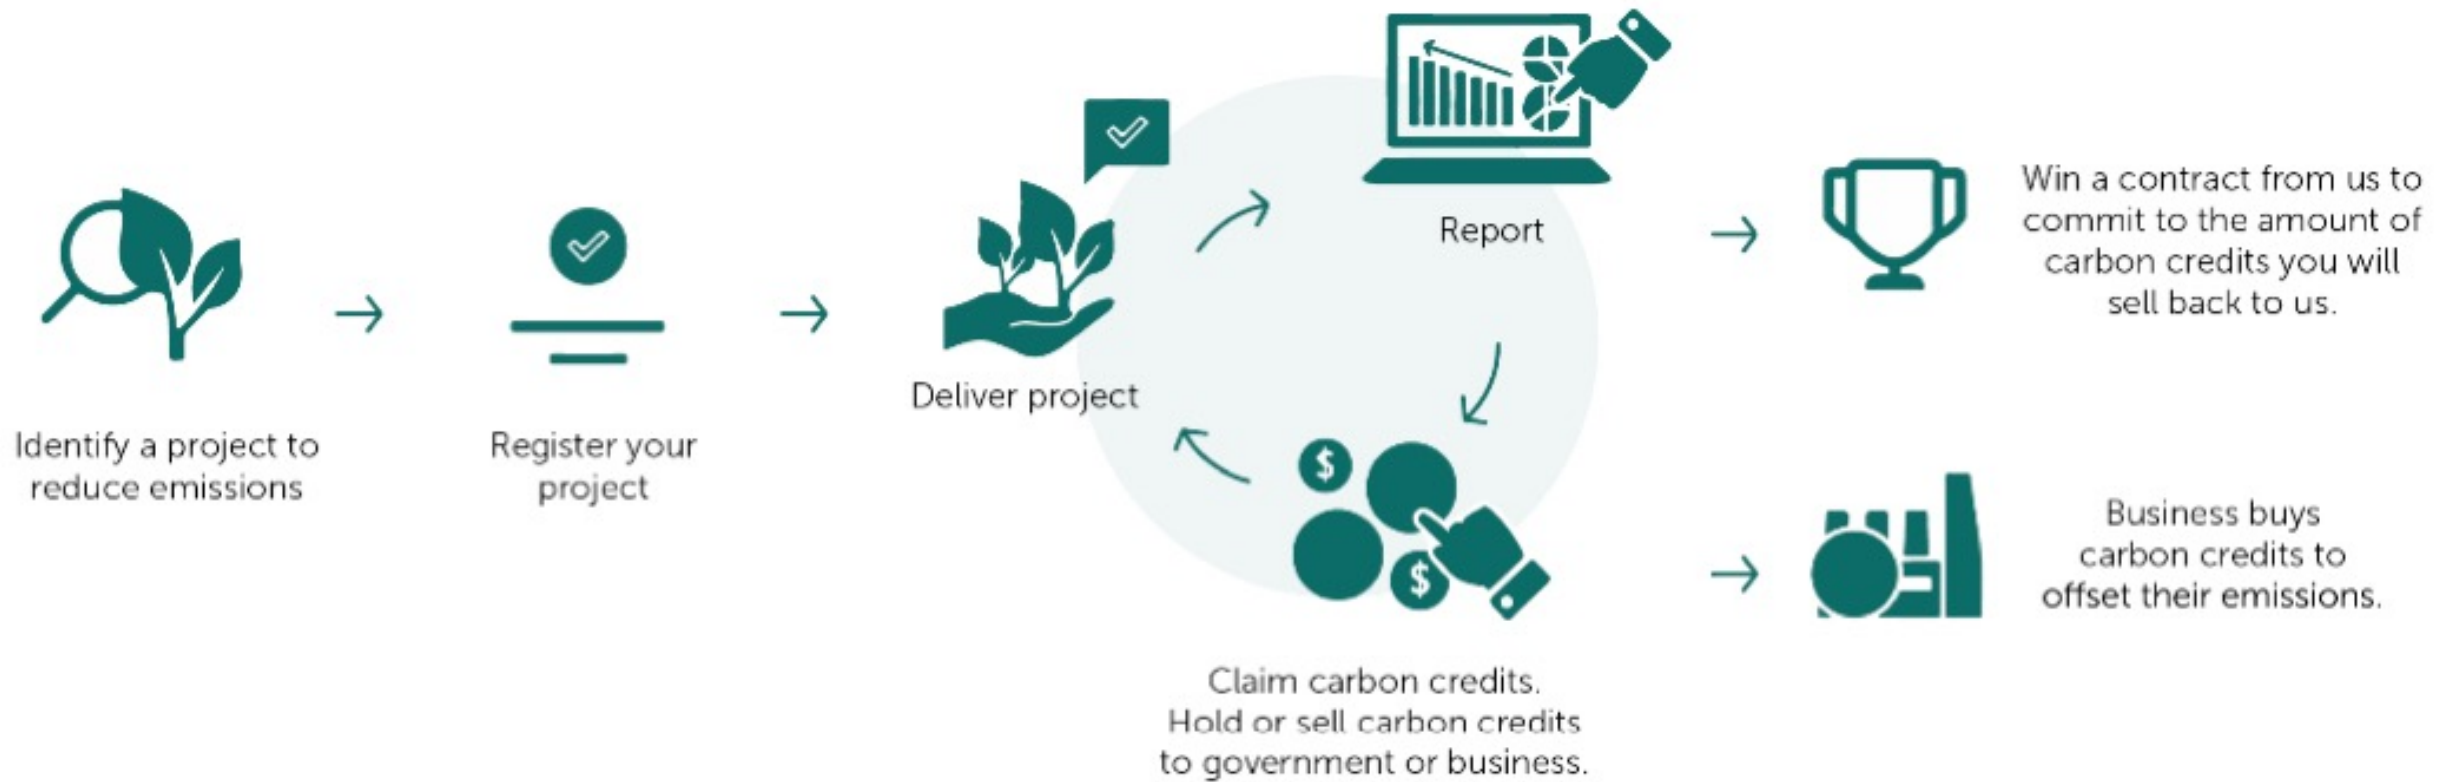 Identify a project to
reduce emissions
Register your
project
Deliver project
Report
$
$
Claim carbon credits.
Hold or sell carbon credits
to government or business.
Win a contract from us to
commit to the amount of
carbon credits you will
sell back to us.
Business buys
carbon credits to
offset their emissions.